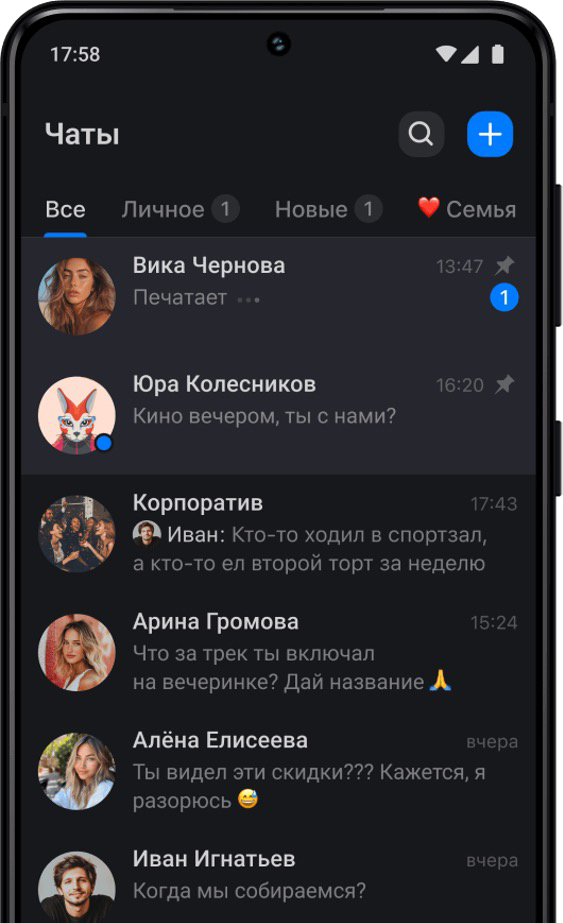 17:58
Чаты
Все Личное 1 Новые 1 ❤️ Семья
Вика Чернова 13:47
Печатает ••• 1
Юра Колесников 16:20
Кино вечером, ты с нами?
Корпоратив 17:43
Иван: Кто-то ходил в спортзал,
а кто-то ел второй торт за неделю
Арина Громова 15:24
Что за трек ты включал
на вечеринке? Дай название 🙏
Алёна Елисеева вчера
Ты видел эти скидки??? Кажется, я
разорюсь 😅
Иван Игнатьев вчера
Когда мы собираемся?